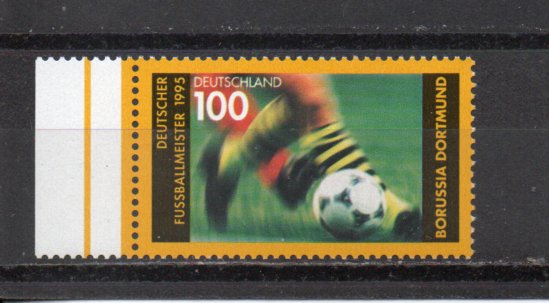 DEUTSCHER
FUSSBALLMEISTER 1995
DEUTSCHLAND
100
BORUSSIA DORTMUND